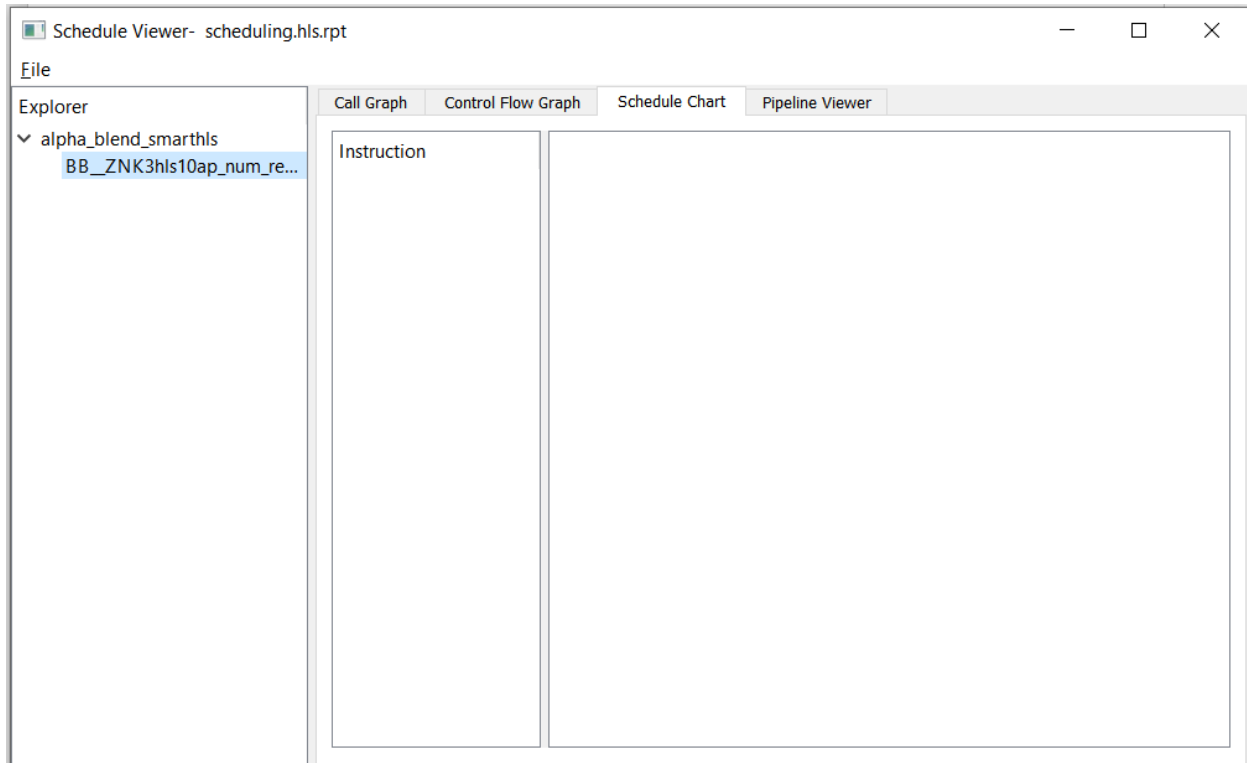 Schedule Viewer- scheduling.hls.rpt
File
Explorer
alpha_blend_smarthls
BB__ZNK3hls10ap_num_re...
Call Graph Control Flow Graph Schedule Chart Pipeline Viewer
Instruction